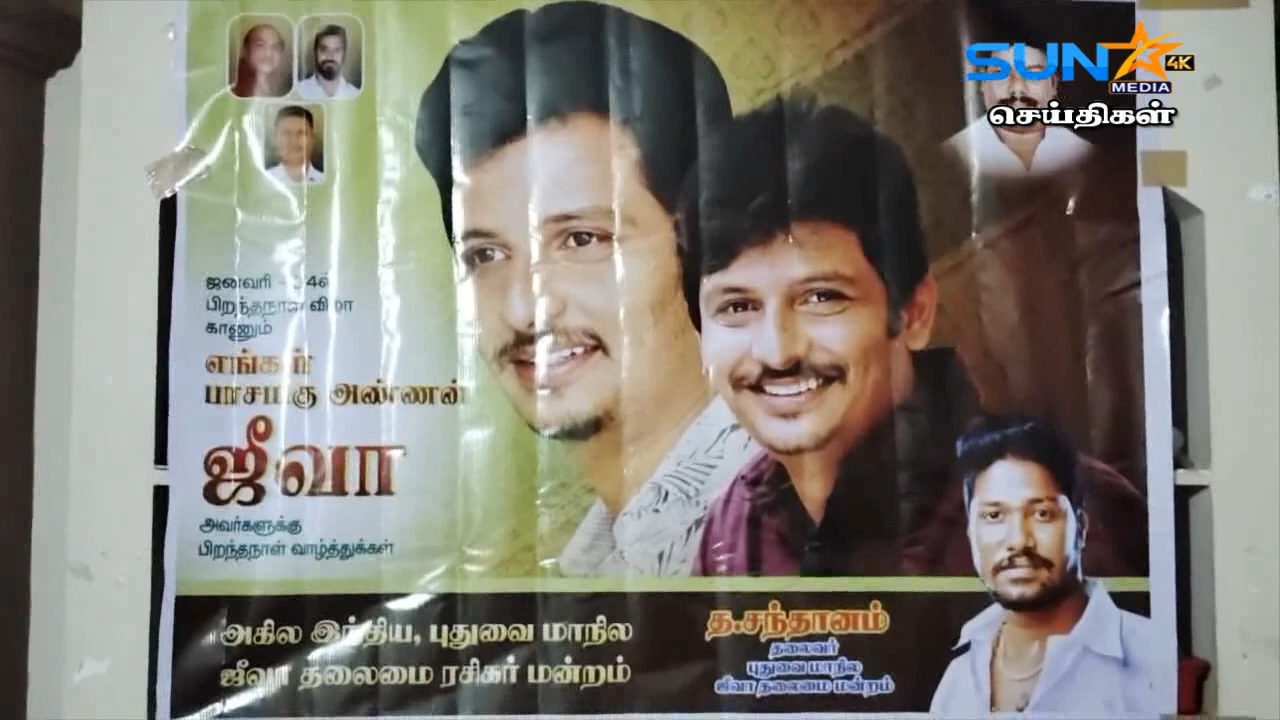 SUN
4K
MEDIA
செய்திகள்
ஜனவரி - 4ல்
பிறந்தநாள் விழா
காணும்
எங்கள்
பாசமிகு அண்ணன்
ஜீவா
அவர்களுக்கு
பிறந்தநாள் வாழ்த்துக்கள்
அகில இந்திய, புதுவை மாநில
ஜீவா தலைமை ரசிகர் மன்றம்
த.சந்தானம்
தலைவர்
புதுவை மாநில
ஜீவா தலைமை மன்றம்